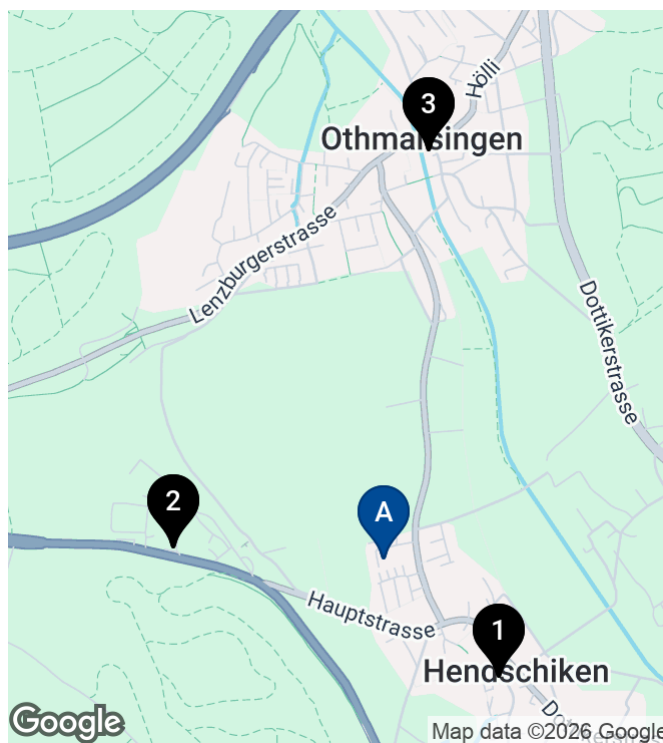 Hölli
3
Othmarsingen
Lenzburgerstrasse
Dottikerstrasse
2
A
Hauptstrasse
1
Hendschiken
Google
Map data ©2026 Google